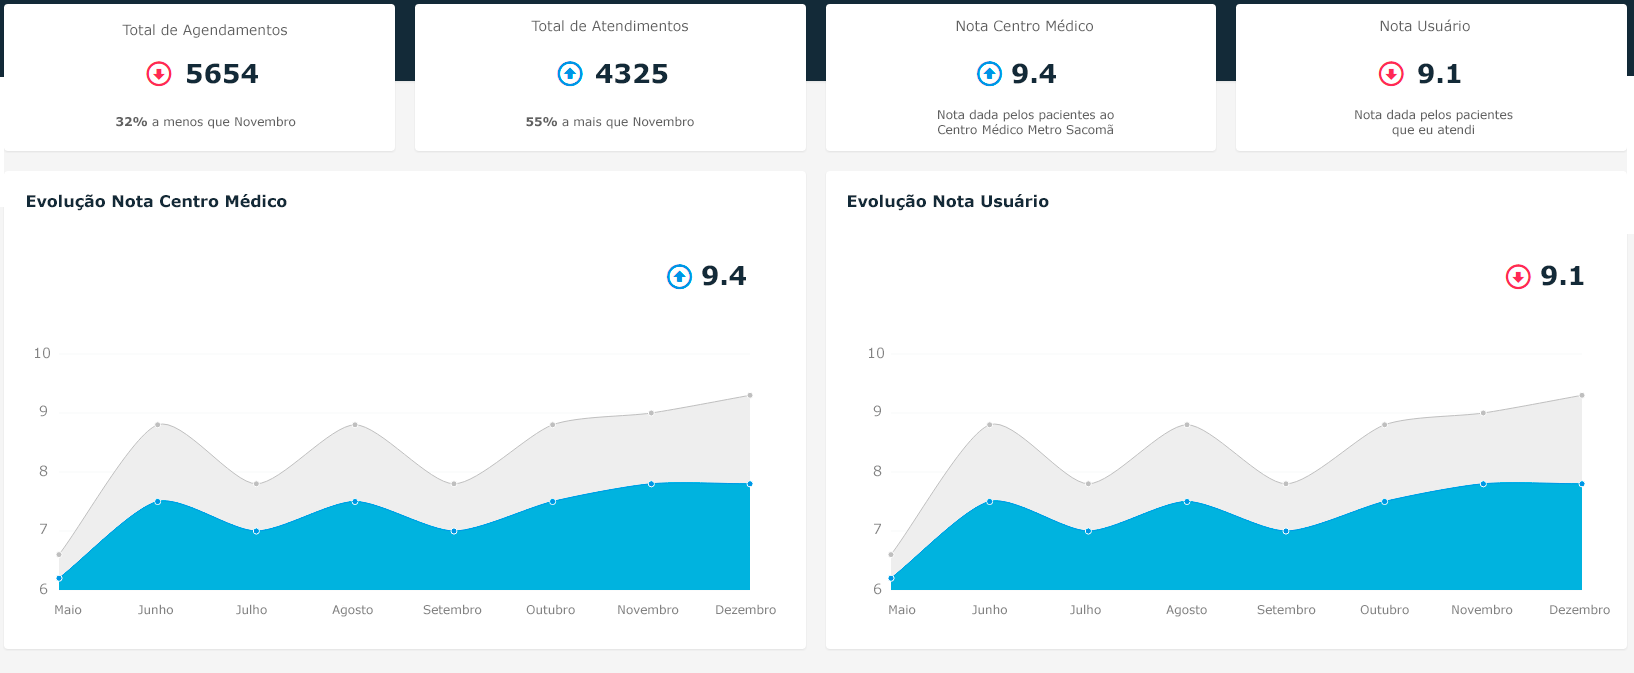 Total de Agendamentos
5654
32% a menos que Novembro
Total de Atendimentos
4325
55% a mais que Novembro
Nota Centro Médico
9.4
Nota dada pelos pacientes ao
Centro Médico Metro Sacomã
Nota Usuário
9.1
Nota dada pelos pacientes
que eu atendi
Evolução Nota Centro Médico
9.4
10
9
8
7
6
Maio Junho Julho Agosto Setembro Outubro Novembro Dezembro
Evolução Nota Usuário
9.1
10
9
8
7
6
Maio Junho Julho Agosto Setembro Outubro Novembro Dezembro